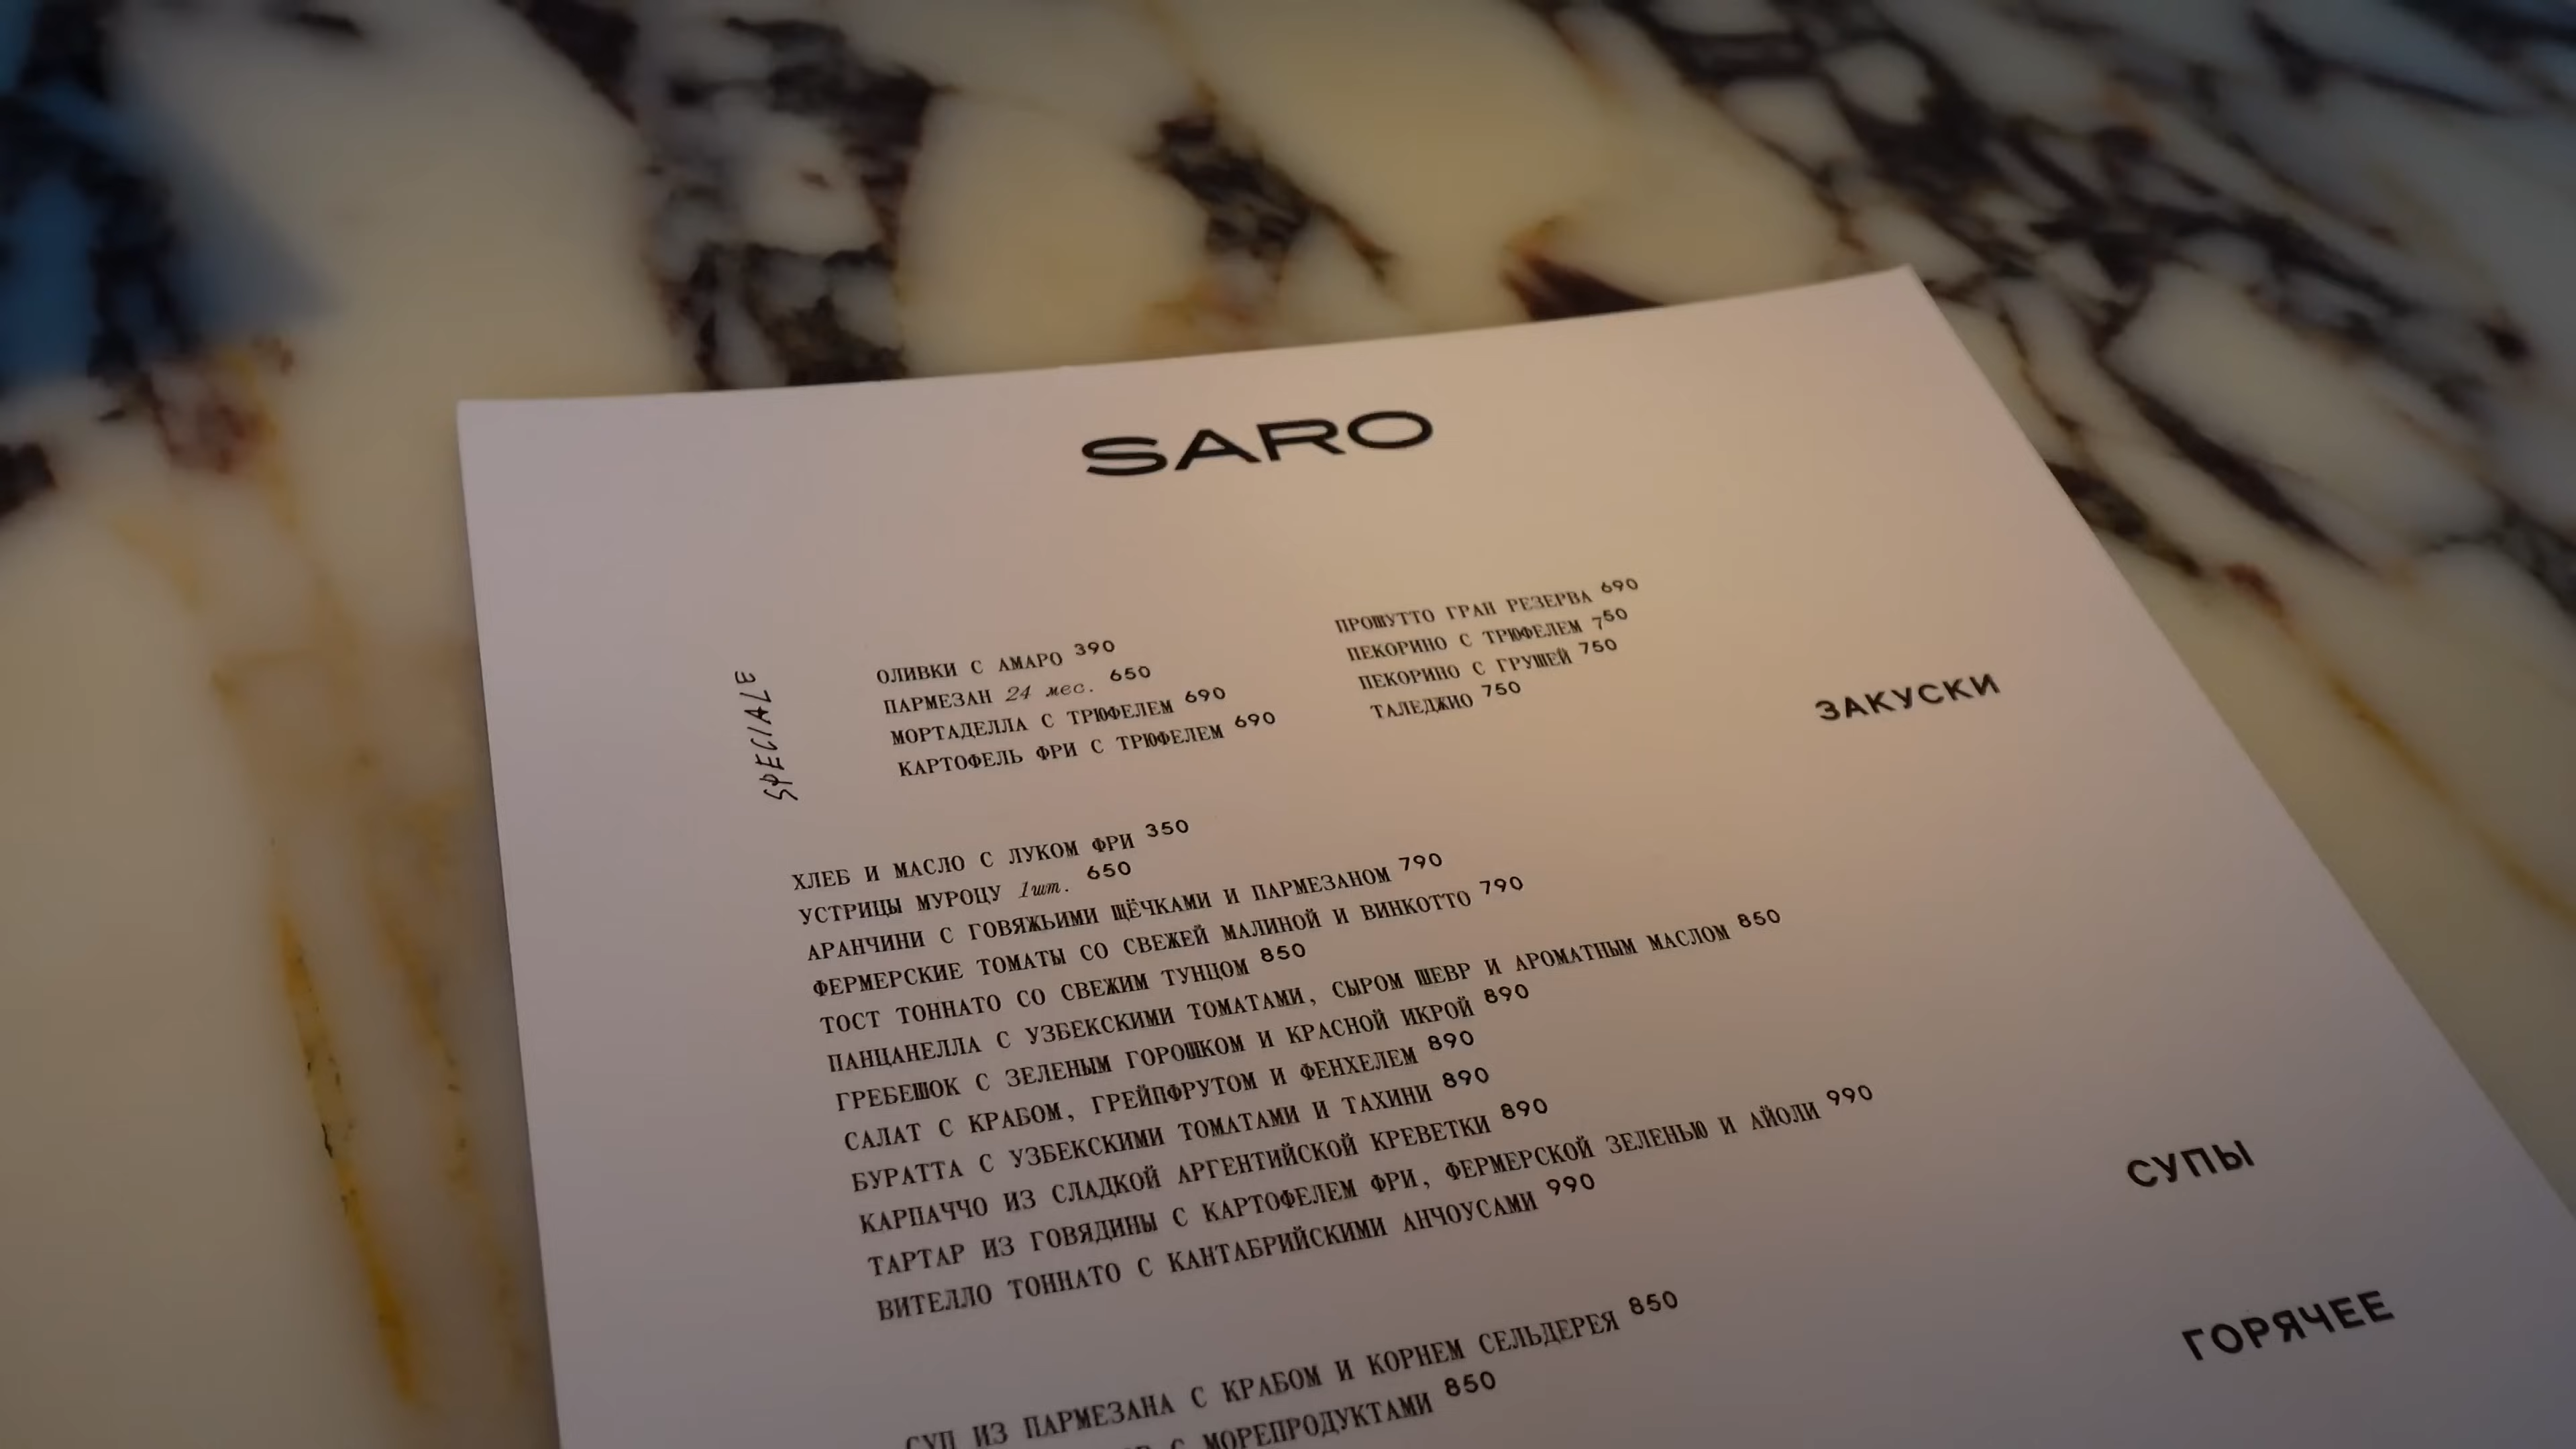 SARO
SPECIALE
ОЛИВКИ С АМАРО 390
ПАРМЕЗАН 24 мес. 650
МОРТАДЕЛЛА С ТРЮФЕЛЕМ 690
КАРТОФЕЛЬ ФРИ С ТРЮФЕЛЕМ 690
ПРОШУТТО ГРАН РЕЗЕРВА 690
ПЕКОРИНО С ТРЮФЕЛЕМ 750
ПЕКОРИНО С ГРУШЕЙ 750
ТАЛЕДЖИО 750
ЗАКУСКИ
ХЛЕБ И МАСЛО С ЛУКОМ ФРИ 350
УСТРИЦЫ МУРОЦУ 1шт. 650
АРАНЧИНИ С ГОВЯЖЬИМИ ЩЁЧКАМИ И ПАРМЕЗАНОМ 790
ФЕРМЕРСКИЕ ТОМАТЫ СО СВЕЖЕЙ МАЛИНОЙ И ВИНКОТТО 790
ТОСТ ТОННАТО СО СВЕЖИМ ТУНЦОМ 850
ПАНЦАНЕЛЛА С УЗБЕКСКИМИ ТОМАТАМИ, СЫРОМ ШЕВР И АРОМАТНЫМ МАСЛОМ 850
ГРЕБЕШОК С ЗЕЛЕНЫМ ГОРОШКОМ И КРАСНОЙ ИКРОЙ 890
САЛАТ С КРАБОМ, ГРЕЙПФРУТОМ И ФЕНХЕЛЕМ 890
БУРАТТА С УЗБЕКСКИМИ ТОМАТАМИ И ТАХИНИ 890
КАРПАЧЧО ИЗ СЛАДКОЙ АРГЕНТИЙСКОЙ КРЕВЕТКИ 890
ТАРТАР ИЗ ГОВЯДИНЫ С КАРТОФЕЛЕМ ФРИ, ФЕРМЕРСКОЙ ЗЕЛЕНЬЮ И АЙОЛИ 990
ВИТЕЛЛО ТОННАТО С КАНТАБРИЙСКИМИ АНЧОУСАМИ 990
СУПЫ
СУП ИЗ ПАРМЕЗАНА С КРАБОМ И КОРНЕМ СЕЛЬДЕРЕЯ 850
С МОРЕПРОДУКТАМИ 850
ГОРЯЧЕЕ